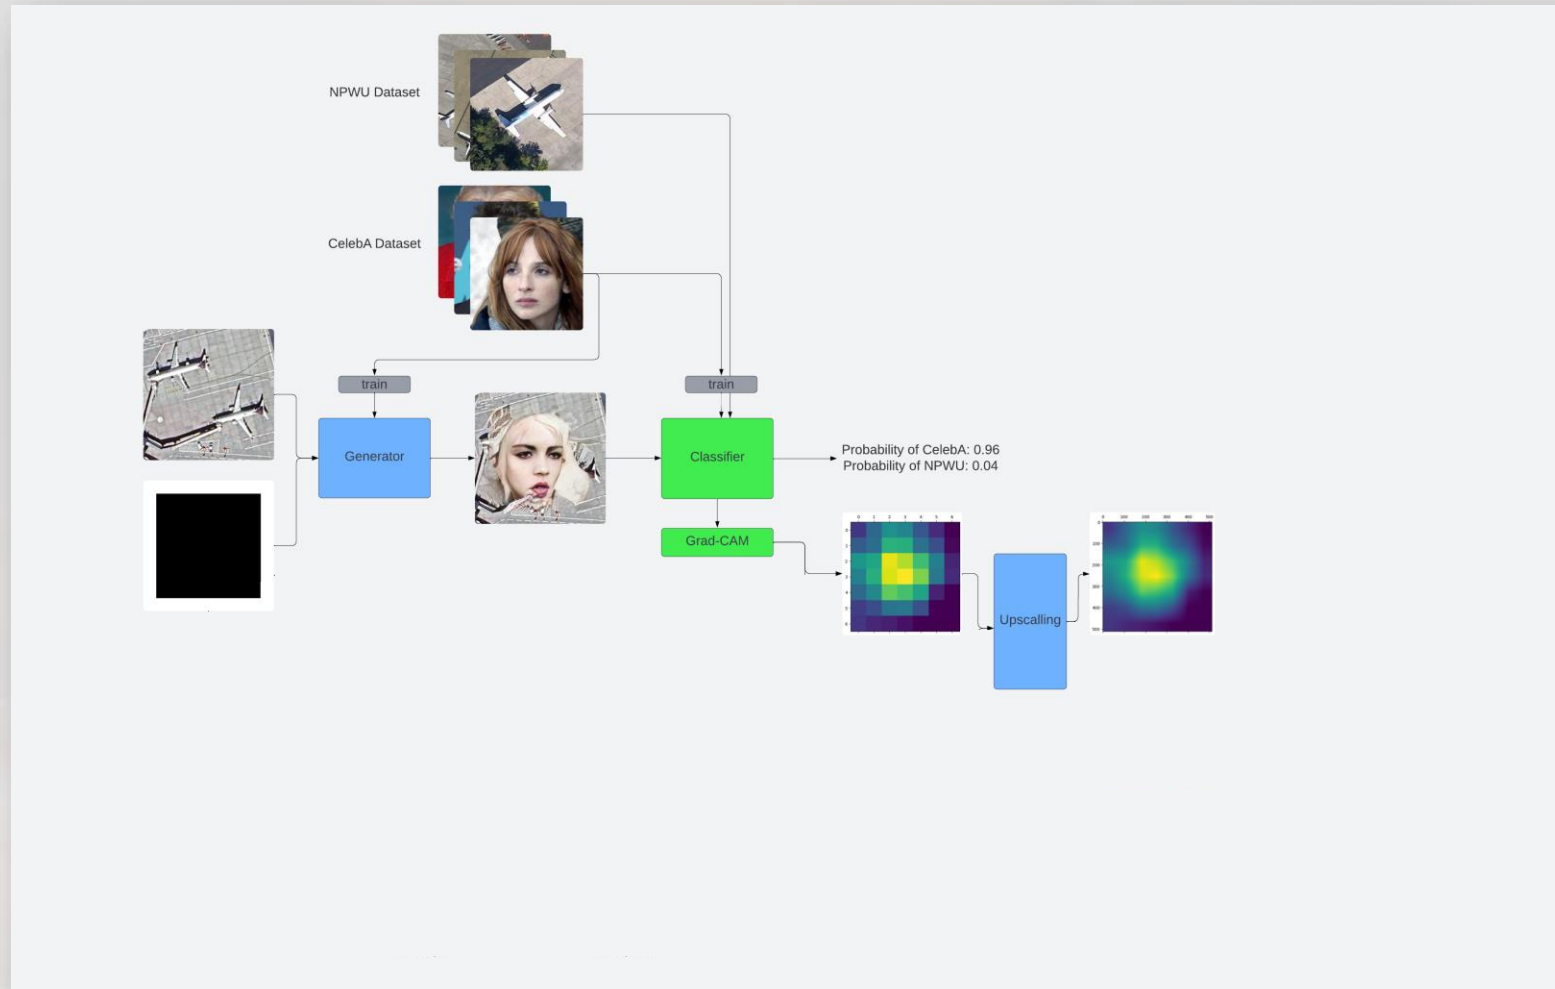 NPWU Dataset
CelebA Dataset
train
train
Generator
Classifier
Probability of CelebA: 0.96
Probability of NPWU: 0.04
Grad-CAM
Upscalling